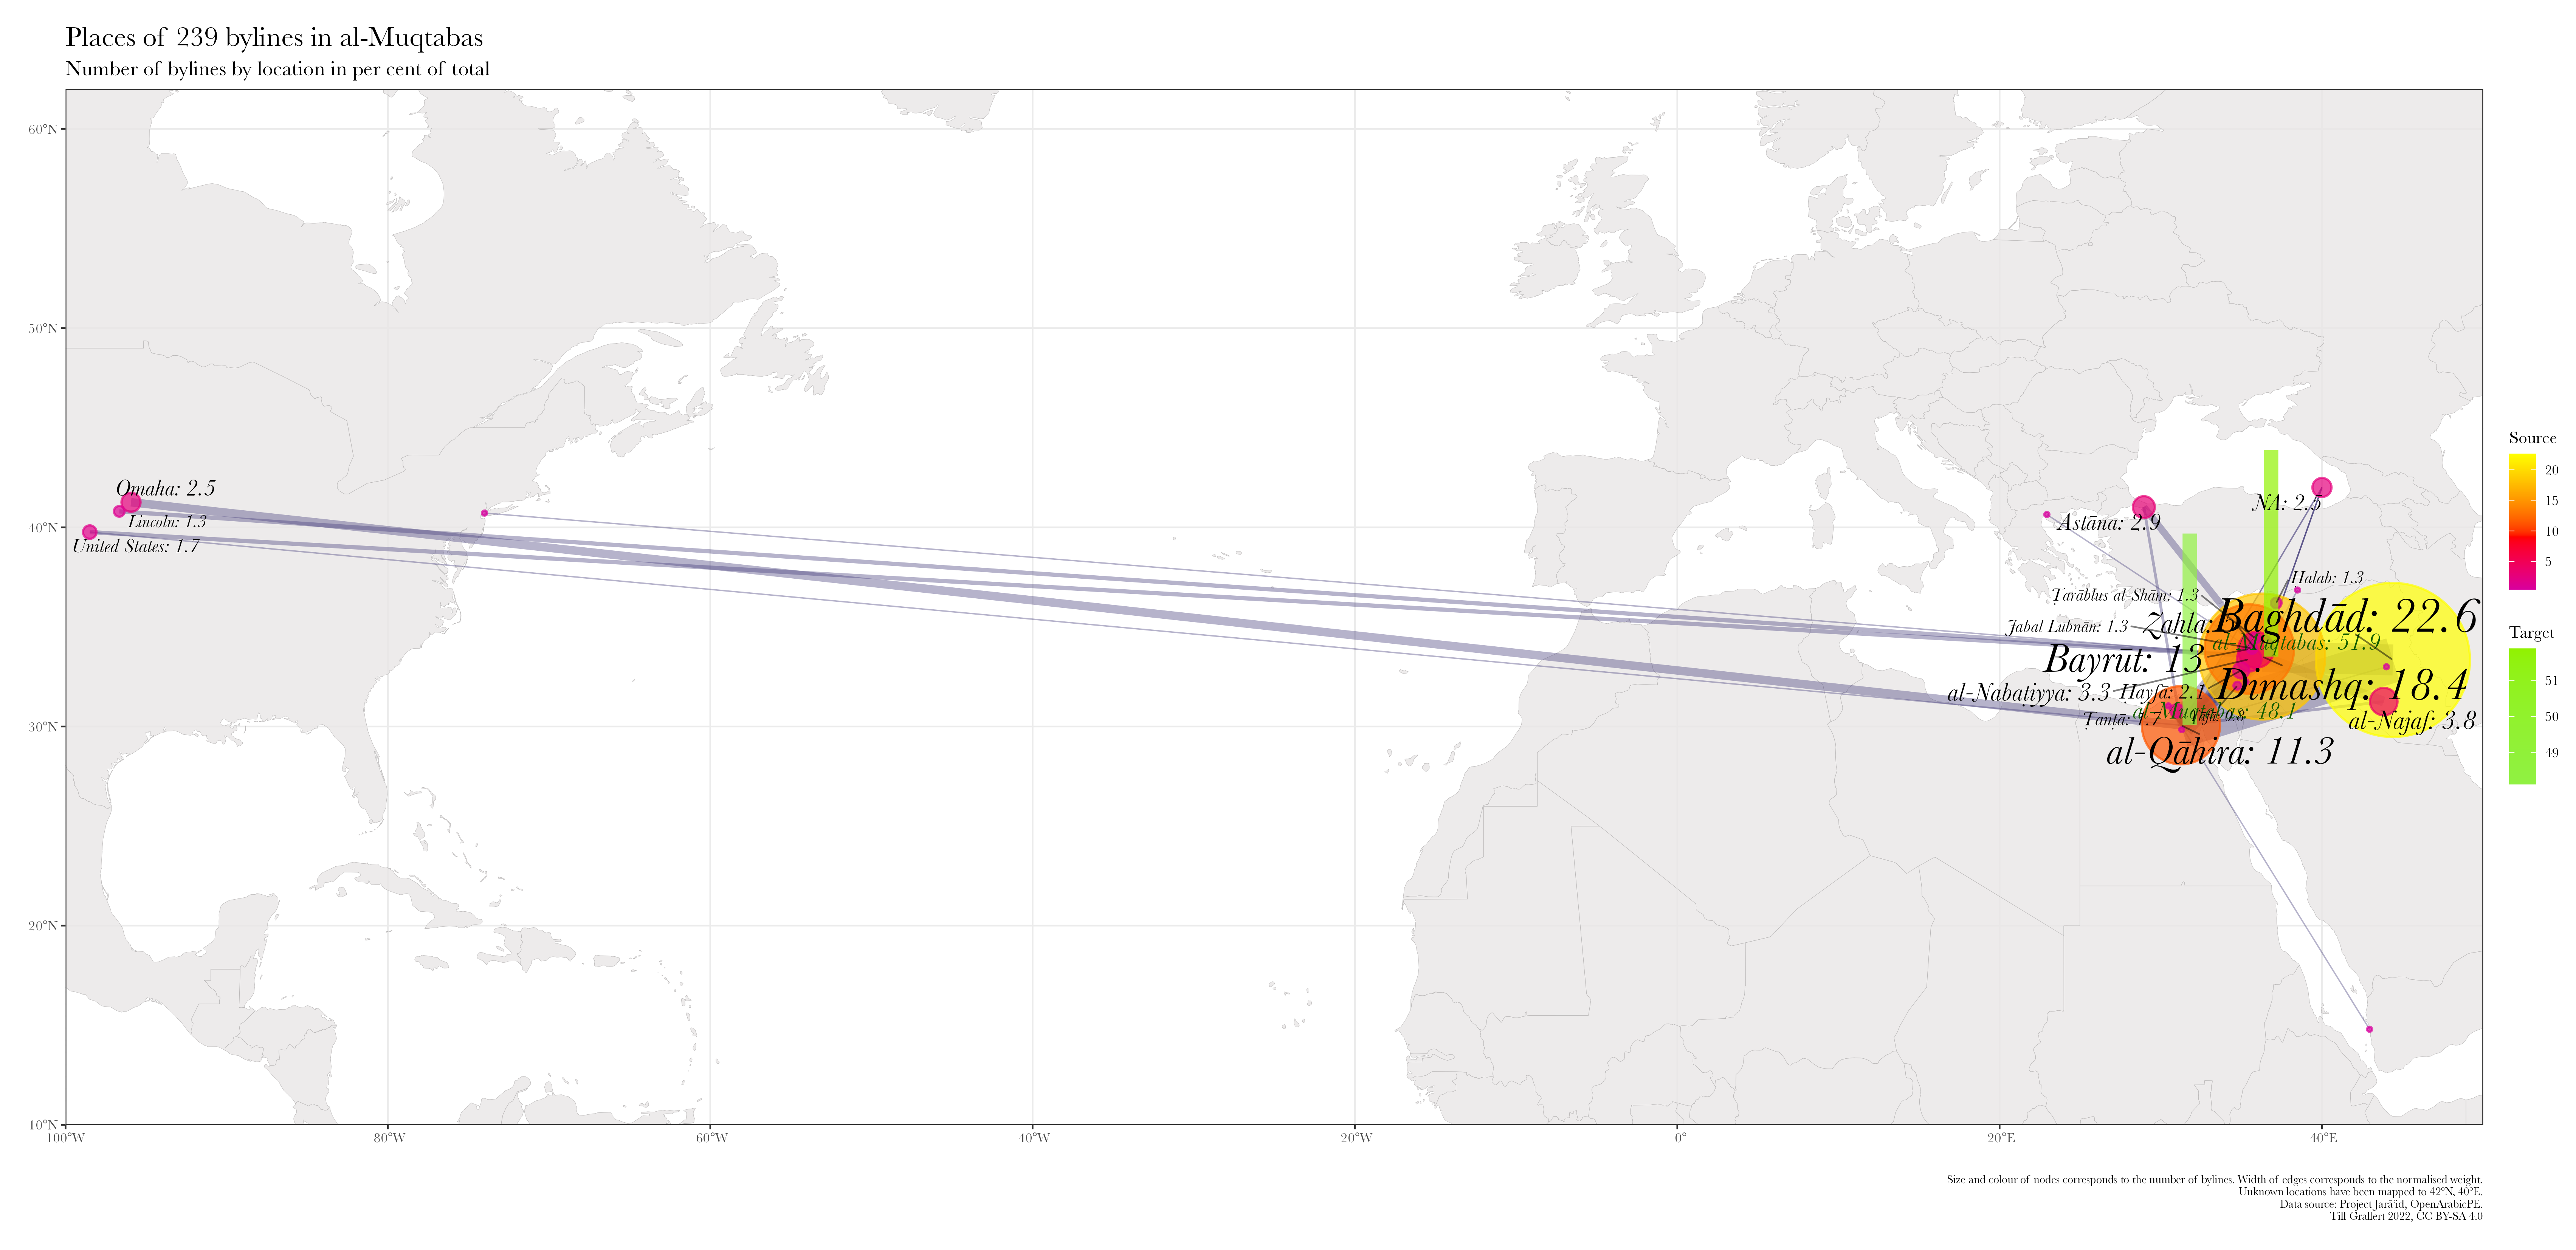 Places of 239 bylines in al-Muqtabas
Number of bylines by location in per cent of total
60°N
50°N
40°N
30°N
20°N
10°N
100°W
80°W
60°W
40°W
20°W
0°
20°E
40°E
Omaha: 2.5
Lincoln: 1.3
United States: 1.7
NA: 2.5
Astāna: 2.9
Ḥalab: 1.3
Ṭarāblus al-Shām: 1.3
Jabal Lubnān: 1.3
Zaḥla:
Baghdād: 22.6
al-Muqtabas: 51.9
Bayrūt: 13
Dimashq: 18.4
al-Nabaṭiyya: 3.3
Ḥayfā: 2.1
al-Muqtabas: 48.1
Ṭanṭā: 1.7
al-Najaf: 3.8
al-Qāhira: 11.3
Source
20
15
10
5
Target
51
50
49
Size and colour of nodes corresponds to the number of bylines. Width of edges corresponds to the normalised weight.
Unknown locations have been mapped to 42°N, 40°E.
Data source: Project Jarāʾid, OpenArabicPE.
Till Grallert 2022, CC BY-SA 4.0